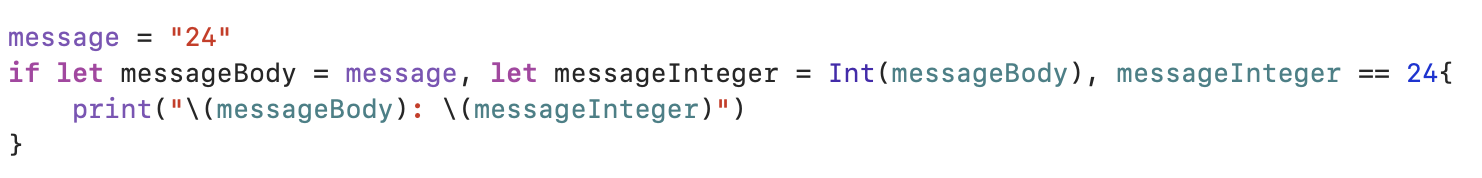 message = "24"
if let messageBody = message, let messageInteger = Int(messageBody), messageInteger == 24{
    print("\(messageBody): \(messageInteger)")
}